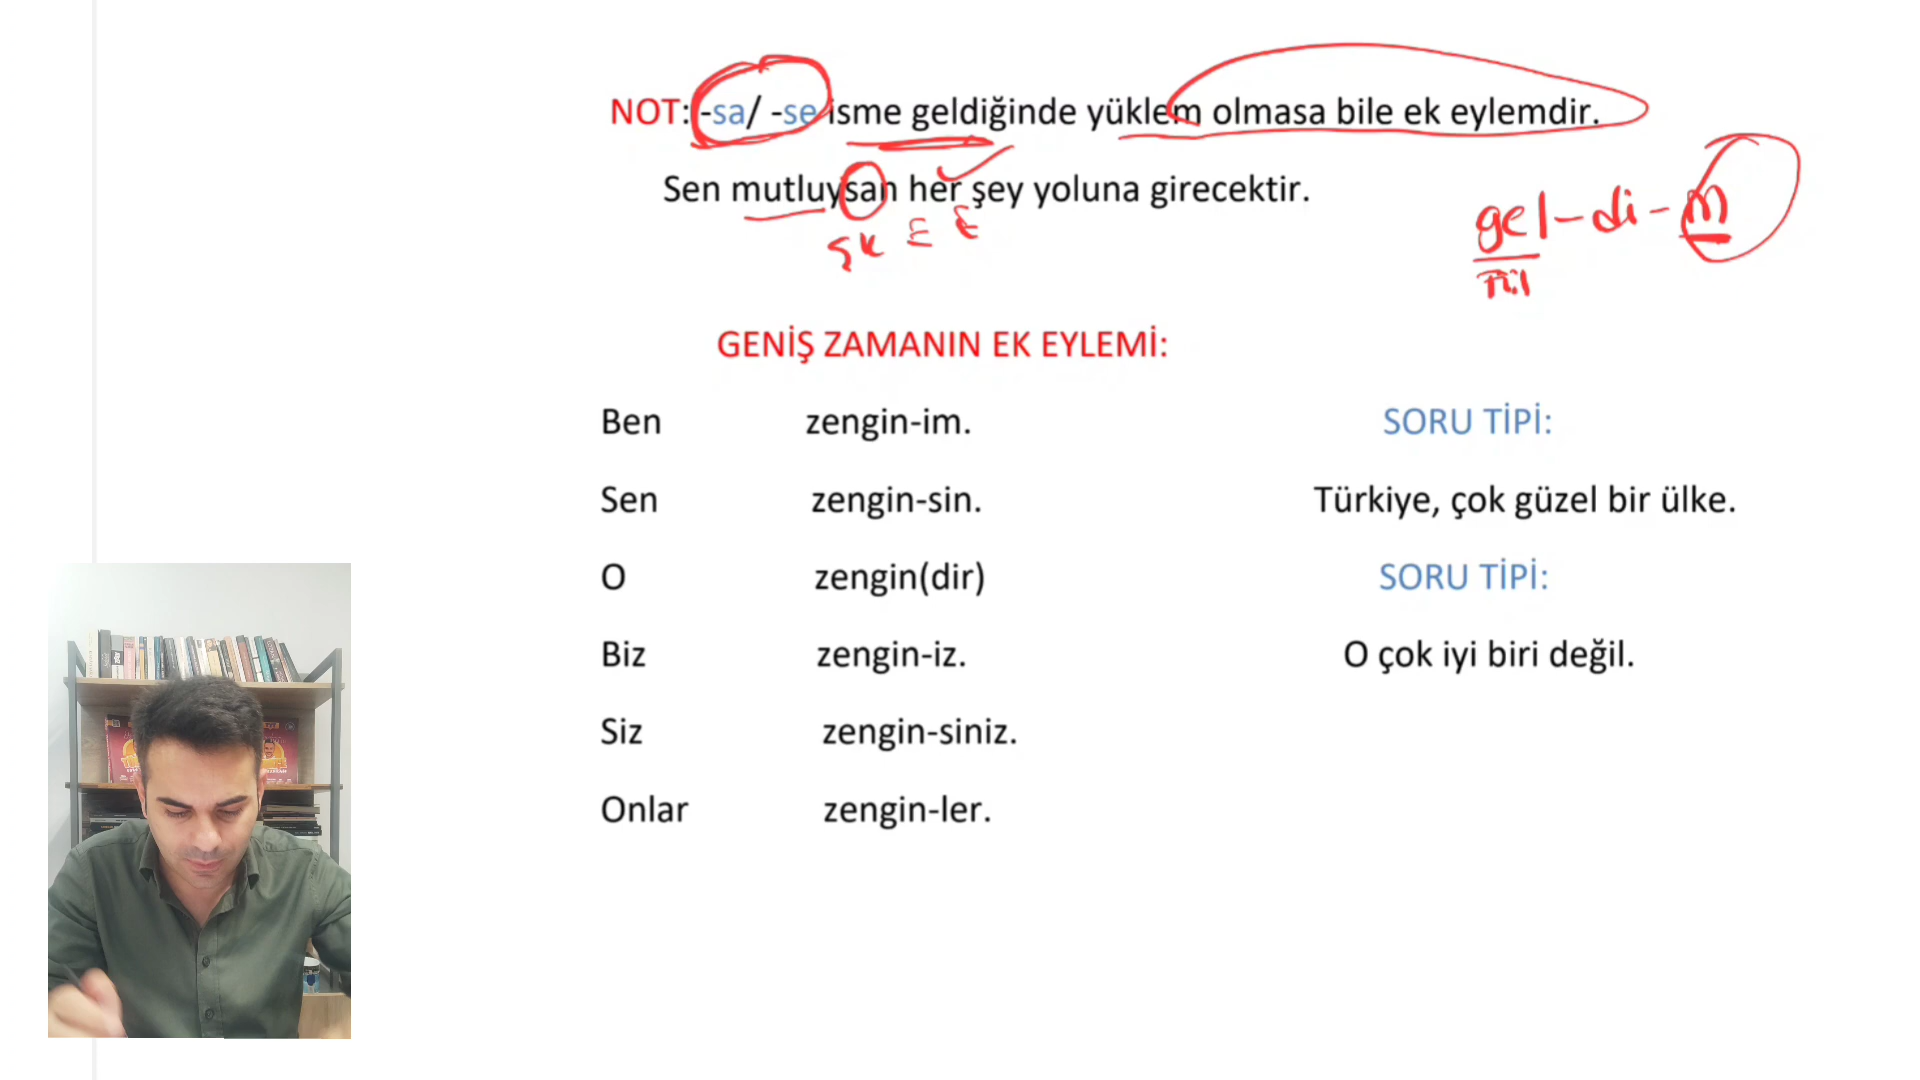 NOT: -sa/ -se isme geldiğinde yüklem olmasa bile ek eylemdir.
Sen mutluysan her şey yoluna girecektir.
şk E E
gel-di-m
GENİŞ ZAMANIN EK EYLEMİ:
Ben zengin-im. SORU TİPİ:
Sen zengin-sin. Türkiye, çok güzel bir ülke.
O zengin(dir) SORU TİPİ:
Biz zengin-iz. O çok iyi biri değil.
Siz zengin-siniz.
Onlar zengin-ler.